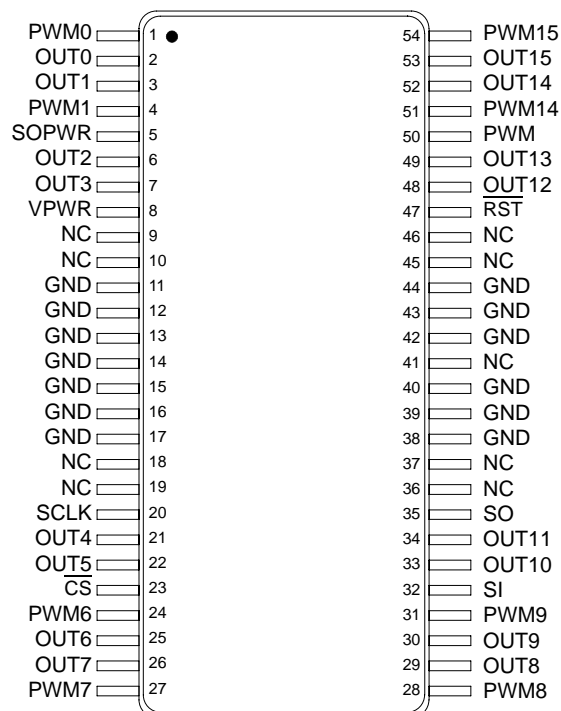 PWM0 1 54 PWM15
OUT0 2 53 OUT15
OUT1 3 52 OUT14
PWM1 4 51 PWM14
SOPWR 5 50 PWM
OUT2 6 49 OUT13
OUT3 7 48 OUT12
VPWR 8 47 R̅S̅T̅
NC 9 46 NC
NC 10 45 NC
GND 11 44 GND
GND 12 43 GND
GND 13 42 GND
GND 14 41 NC
GND 15 40 GND
GND 16 39 GND
GND 17 38 GND
NC 18 37 NC
NC 19 36 NC
SCLK 20 35 SO
OUT4 21 34 OUT11
OUT5 22 33 OUT10
C̅S̅ 23 32 SI
PWM6 24 31 PWM9
OUT6 25 30 OUT9
OUT7 26 29 OUT8
PWM7 27 28 PWM8